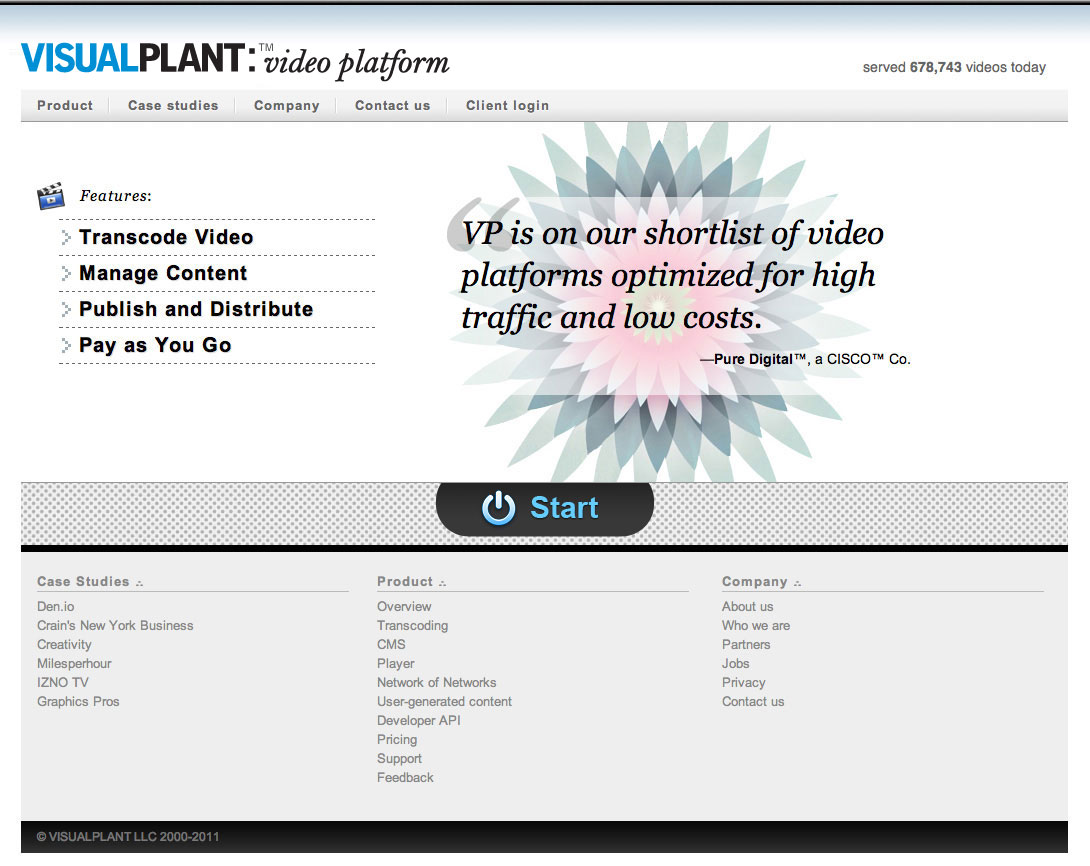 VISUALPLANT:™ video platform
served 678,743 videos today
Product
Case studies
Company
Contact us
Client login
Features:
Transcode Video
Manage Content
Publish and Distribute
Pay as You Go
“VP is on our shortlist of video
platforms optimized for high
traffic and low costs.
—Pure Digital™, a CISCO™ Co.
Start
Case Studies
Den.io
Crain's New York Business
Creativity
Milesperhour
IZNO TV
Graphics Pros
Product
Overview
Transcoding
CMS
Player
Network of Networks
User-generated content
Developer API
Pricing
Support
Feedback
Company
About us
Who we are
Partners
Jobs
Privacy
Contact us
© VISUALPLANT LLC 2000-2011